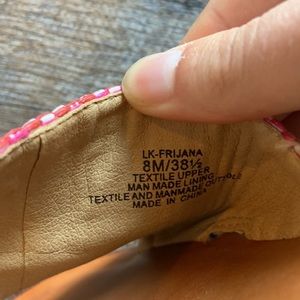 LK-FRIJANA
8M/38½
TEXTILE UPPER
MAN MADE LINING
TEXTILE AND MANMADE OUTSOLE
MADE IN CHINA